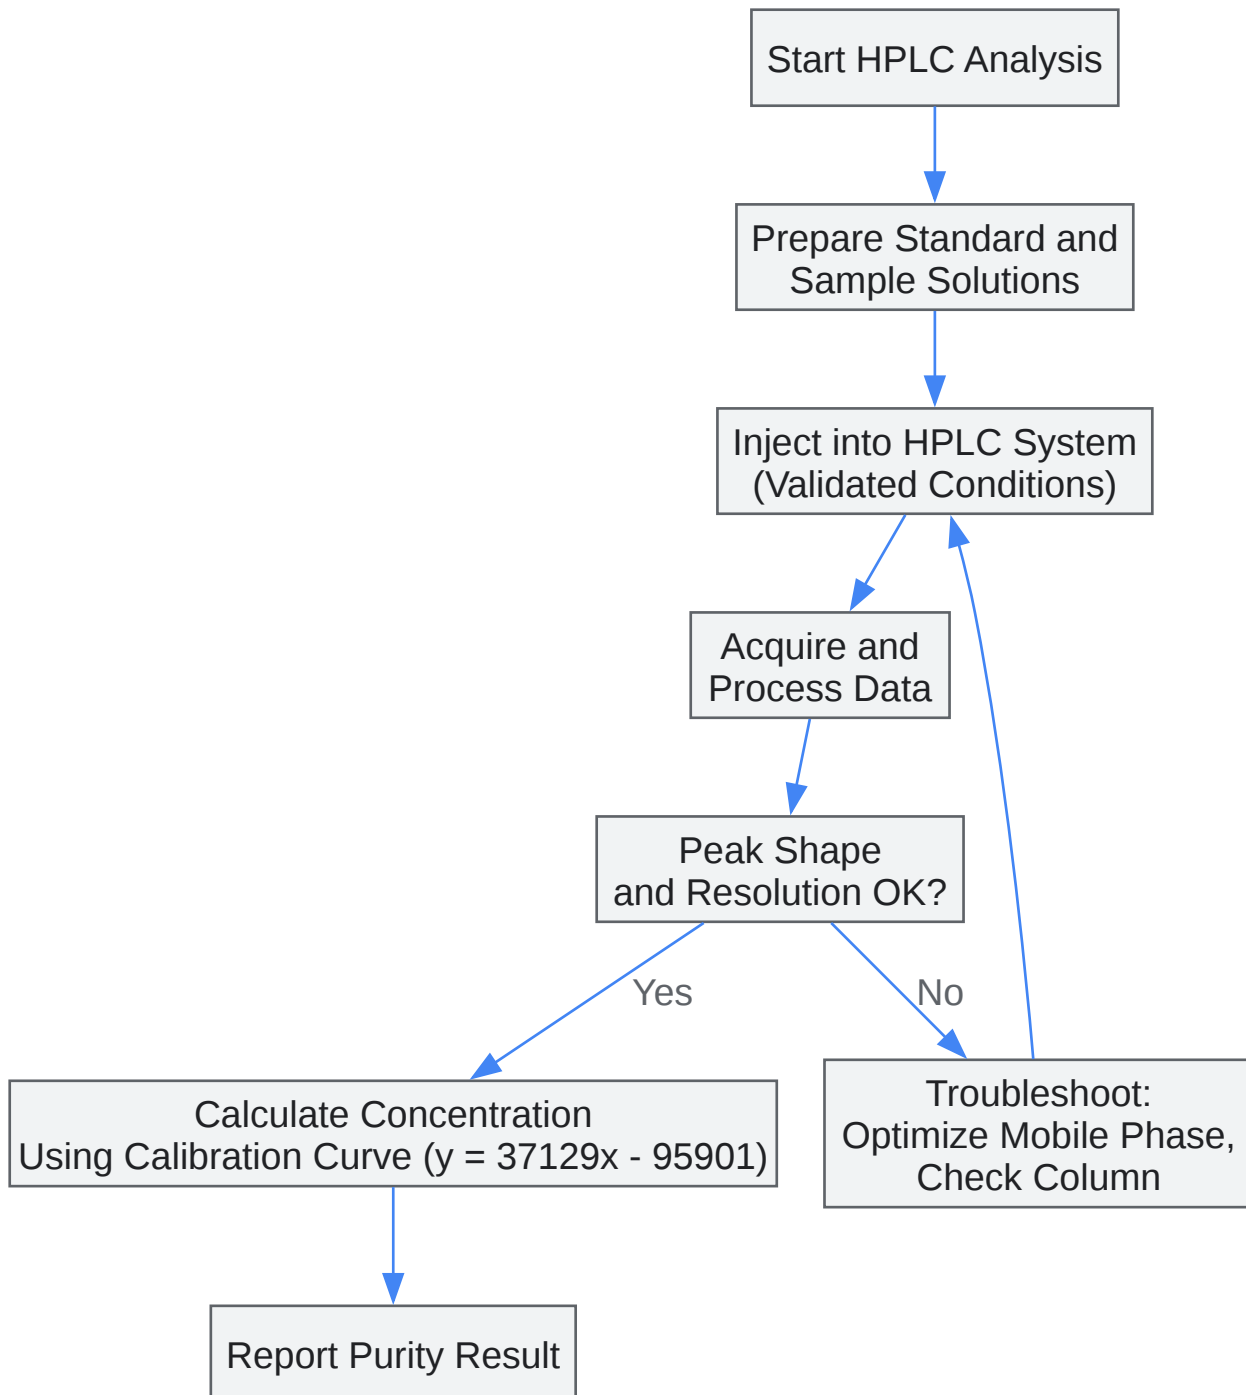 Start HPLC Analysis
Prepare Standard and
Sample Solutions
Inject into HPLC System
(Validated Conditions)
Acquire and
Process Data
Peak Shape
and Resolution OK?
Yes
No
Calculate Concentration
Using Calibration Curve (y = 37129x - 95901)
Troubleshoot:
Optimize Mobile Phase,
Check Column
Report Purity Result